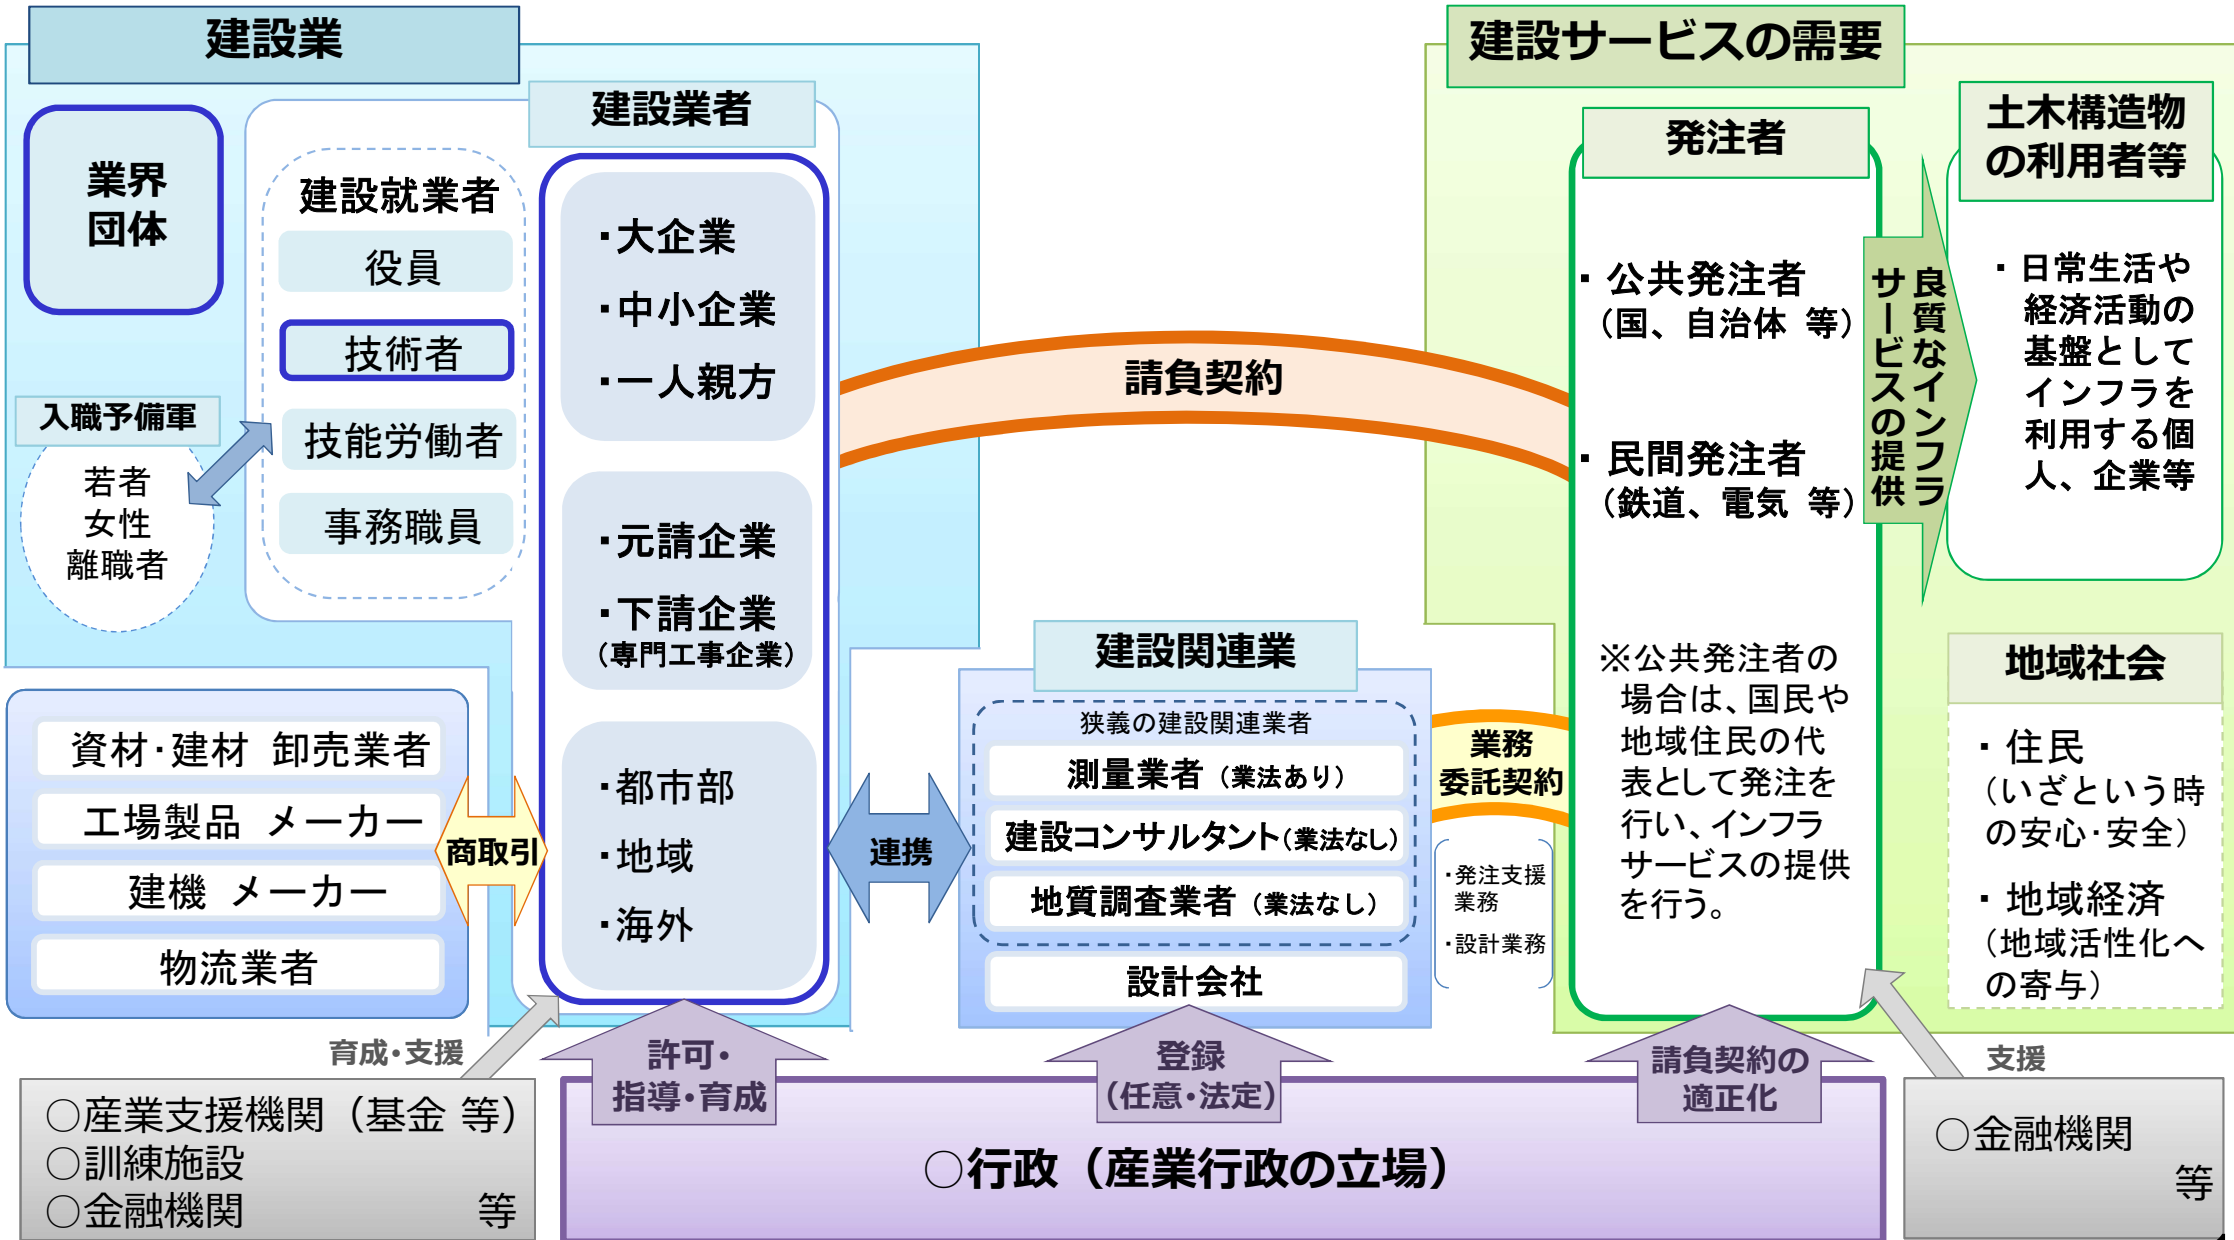 建設業
業界
団体
建設業者
建設就業者
役員
技術者
技能労働者
事務職員
入職予備軍
若者
女性
離職者
・大企業
・中小企業
・一人親方
・元請企業
・下請企業
（専門工事企業）
・都市部
・地域
・海外
資材・建材 卸売業者
工場製品 メーカー
建機 メーカー
物流業者
商取引
連携
請負契約
建設関連業
狭義の建設関連業者
測量業者（業法あり）
建設コンサルタント（業法なし）
地質調査業者（業法なし）
設計会社
業務
委託契約
・発注支援
業務
・設計業務
建設サービスの需要
発注者
・公共発注者
（国、自治体 等）
・民間発注者
（鉄道、電気 等）
※公共発注者の
場合は、国民や
地域住民の代
表として発注を
行い、インフラ
サービスの提供
を行う。
良質なインフラ
サービスの提供
土木構造物
の利用者等
・日常生活や
経済活動の
基盤として
インフラを
利用する個
人、企業等
地域社会
・住民
（いざという時
の安心・安全）
・地域経済
（地域活性化へ
の寄与）
育成・支援
○産業支援機関（基金 等）
○訓練施設
○金融機関 等
許可・
指導・育成
登録
（任意・法定）
請負契約の
適正化
○行政（産業行政の立場）
支援
○金融機関
等